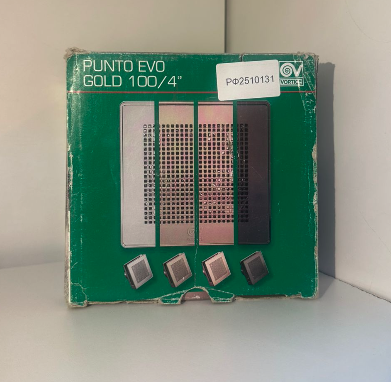 PUNTO EVO
GOLD 100/4"
РФ2510131
VORTICE